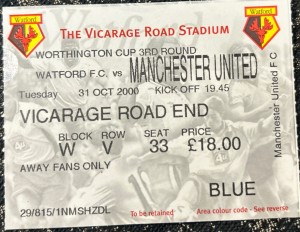 Watford
Watford
THE VICARAGE ROAD STADIUM
WORTHINGTON CUP 3RD ROUND
WATFORD F.C. vs MANCHESTER UNITED
Tuesday 31 OCT 2000 KICK OFF 19.45
VICARAGE ROAD END
BLOCK ROW SEAT PRICE
W V 33 £18.00
AWAY FANS ONLY
BLUE
29/815/1NMSHZDL
To be retained
Area colour code - See reverse
Manchester United F C